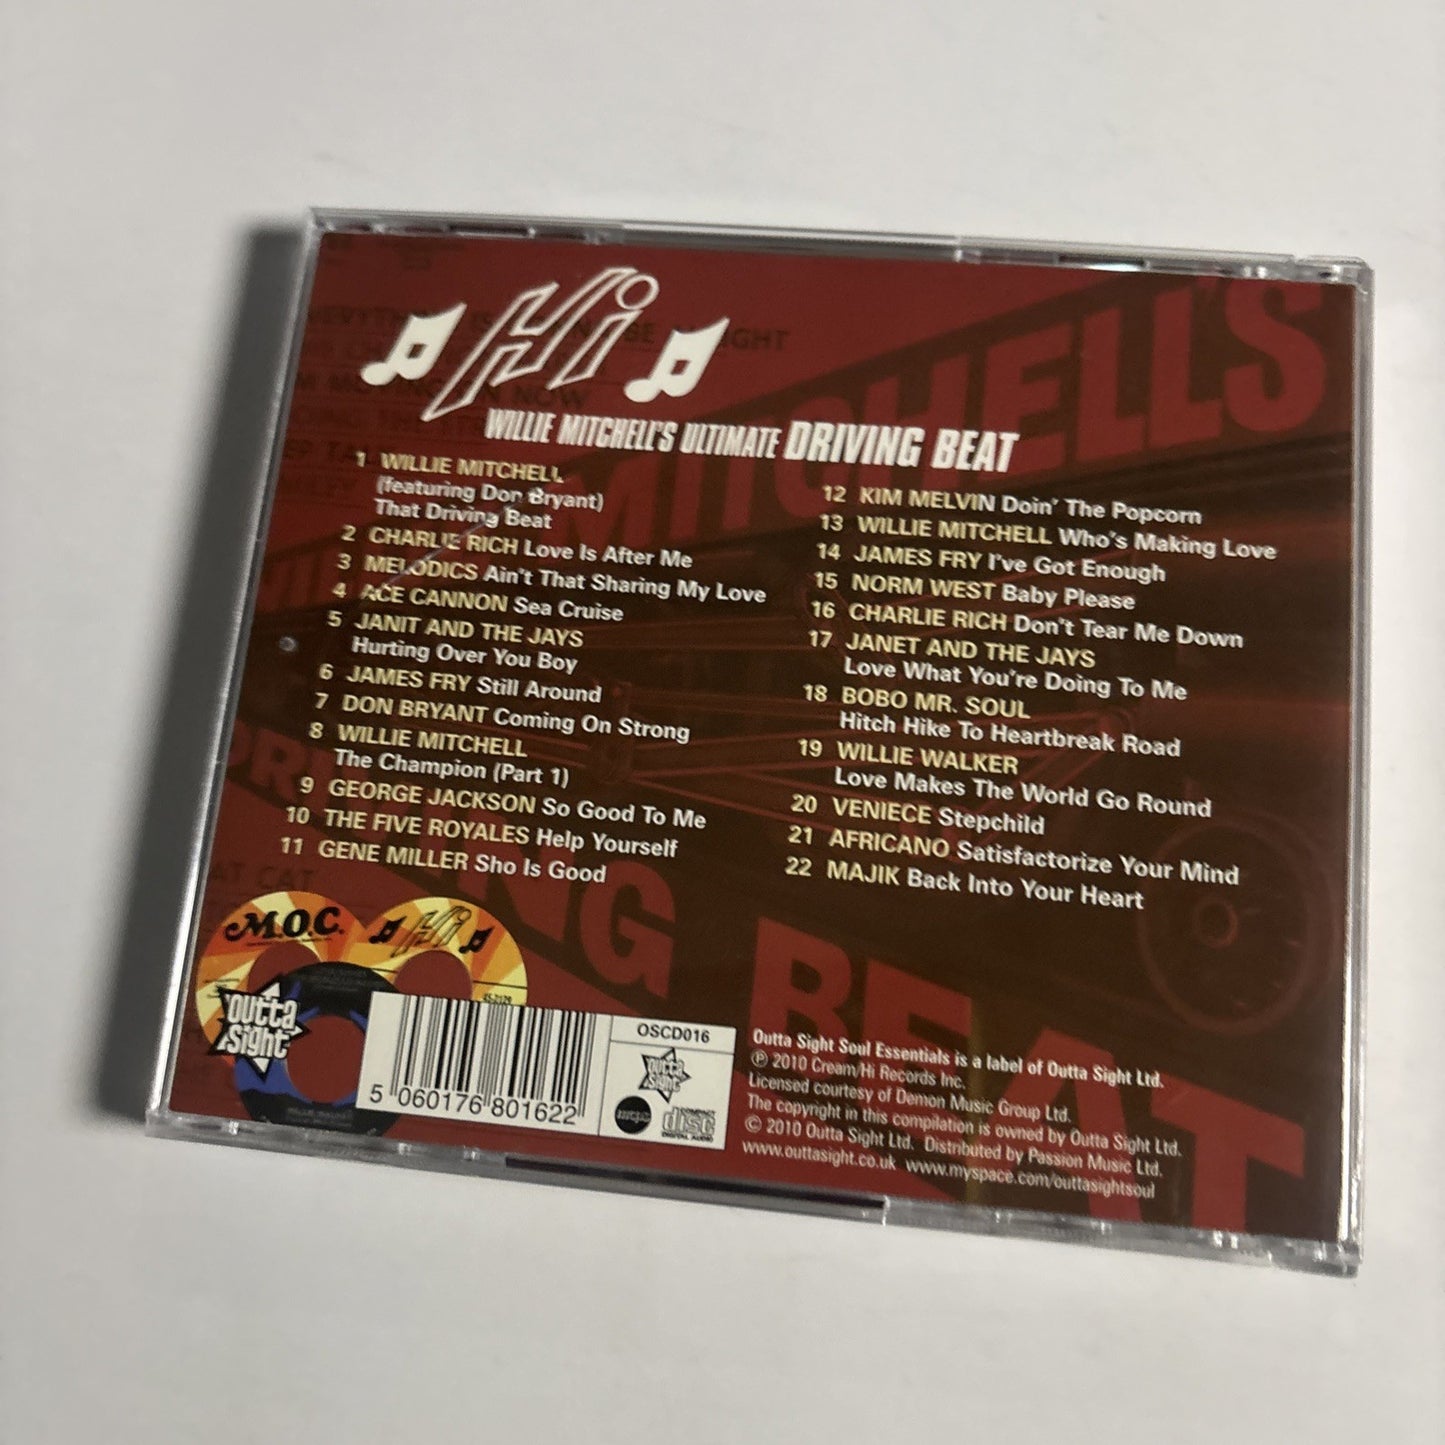 Hi
WILLIE MITCHELL'S ULTIMATE DRIVING BEAT
1 WILLIE MITCHELL
(featuring Don Bryant)
That Driving Beat
2 CHARLIE RICH Love Is After Me
3 MELODICS Ain't That Sharing My Love
4 ACE CANNON Sea Cruise
5 JANIT AND THE JAYS
Hurting Over You Boy
6 JAMES FRY Still Around
7 DON BRYANT Coming On Strong
8 WILLIE MITCHELL
The Champion (Part 1)
9 GEORGE JACKSON So Good To Me
10 THE FIVE ROYALES Help Yourself
11 GENE MILLER Sho Is Good
12 KIM MELVIN Doin' The Popcorn
13 WILLIE MITCHELL Who's Making Love
14 JAMES FRY I've Got Enough
15 NORM WEST Baby Please
16 CHARLIE RICH Don't Tear Me Down
17 JANET AND THE JAYS
Love What You're Doing To Me
18 BOBO MR. SOUL
Hitch Hike To Heartbreak Road
19 WILLIE WALKER
Love Makes The World Go Round
20 VENIECE Stepchild
21 AFRICANO Satisfactorize Your Mind
22 MAJIK Back Into Your Heart
MITCHELL'S
DRIVING BEAT
M.O.C.
Hi
outta
Sight
5 060176 801622
OSCD016
outta
Sight
COMPACT
disc
DIGITAL AUDIO
Outta Sight Soul Essentials is a label of Outta Sight Ltd.
℗ 2010 Cream/Hi Records Inc.
Licensed courtesy of Demon Music Group Ltd.
The copyright in this compilation is owned by Outta Sight Ltd.
© 2010 Outta Sight Ltd. Distributed by Passion Music Ltd.
www.outtasight.co.uk www.myspace.com/outtasightsoul